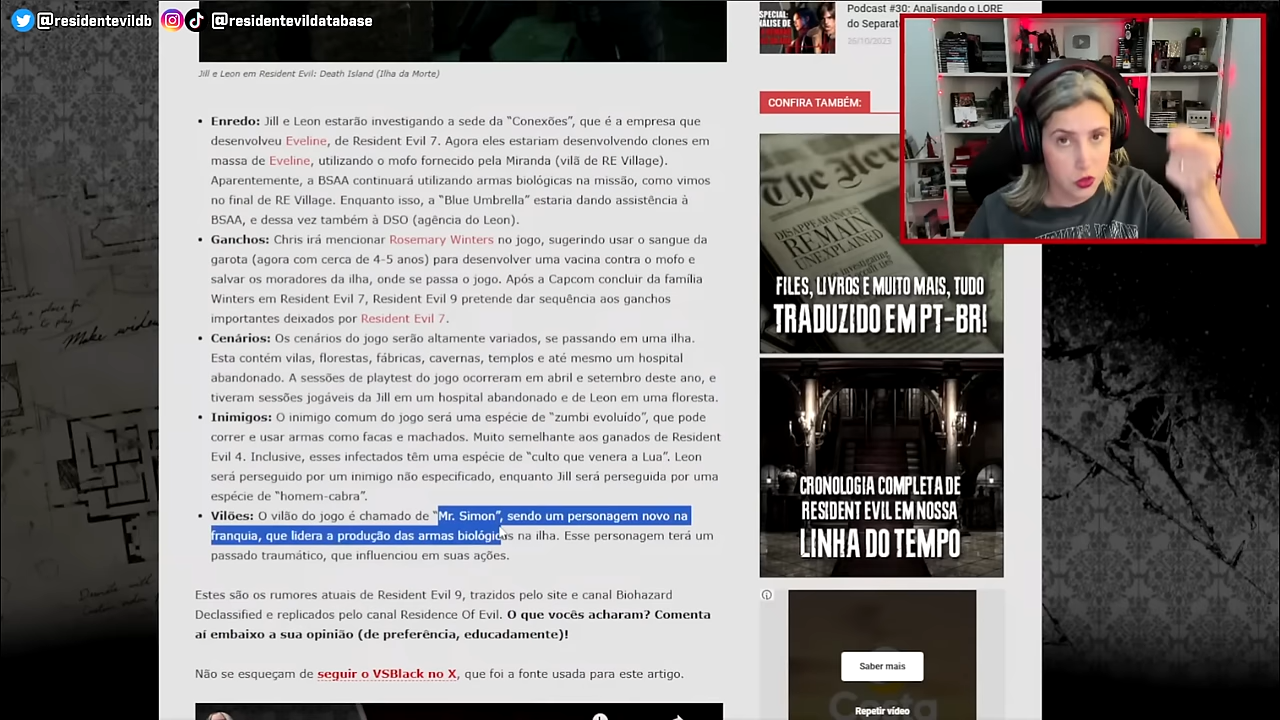 @residentevildb @residentevildatabase
Jill e Leon em Resident Evil: Death Island (Ilha da Morte)
• Enredo: Jill e Leon estarão investigando a sede da “Conexões”, que é a empresa que
desenvolveu Eveline, de Resident Evil 7. Agora eles estariam desenvolvendo clones em
massa de Eveline, utilizando o mofo fornecido pela Miranda (vilã de RE Village).
Aparentemente, a BSAA continuará utilizando armas biológicas na missão, como vimos
no final de RE Village. Enquanto isso, a “Blue Umbrella” estaria dando assistência à
BSAA, e dessa vez também à DSO (agência do Leon).
• Ganchos: Chris irá mencionar Rosemary Winters no jogo, sugerindo usar o sangue da
garota (agora com cerca de 4-5 anos) para desenvolver uma vacina contra o mofo e
salvar os moradores da ilha, onde se passa o jogo. Após a Capcom concluir da família
Winters em Resident Evil 7, Resident Evil 9 pretende dar sequência aos ganchos
importantes deixados por Resident Evil 7.
• Cenários: Os cenários do jogo serão altamente variados, se passando em uma ilha.
Esta contém vilas, florestas, fábricas, cavernas, templos e até mesmo um hospital
abandonado. A sessões de playtest do jogo ocorreram em abril e setembro deste ano, e
tiveram sessões jogáveis da Jill em um hospital abandonado e de Leon em uma floresta.
• Inimigos: O inimigo comum do jogo será uma espécie de “zumbi evoluído”, que pode
correr e usar armas como facas e machados. Muito semelhante aos ganados de Resident
Evil 4. Inclusive, esses infectados têm uma espécie de “culto que venera a Lua”. Leon
será perseguido por um inimigo não especificado, enquanto Jill será perseguida por uma
espécie de “homem-cabra”.
• Vilões: O vilão do jogo é chamado de “Mr. Simon”, sendo um personagem novo na
franquia, que lidera a produção das armas biológicas na ilha. Esse personagem terá um
passado traumático, que influenciou em suas ações.
Estes são os rumores atuais de Resident Evil 9, trazidos pelo site e canal Biohazard
Declassified e replicados pelo canal Residence Of Evil. O que vocês acharam? Comenta
aí embaixo a sua opinião (de preferência, educadamente)!
Não se esqueçam de seguir o VSBlack no X, que foi a fonte usada para este artigo.
SPECIAL:
Podcast #30: Analisando o LORE
do Separate
26/10/2023
CONFIRA TAMBÉM:
The
DISAPPEARANCES
REMAIN
UNEXPLAINED
FILES, LIVROS E MUITO MAIS, TUDO
TRADUZIDO EM PT-BR!
CRONOLOGIA COMPLETA DE
RESIDENT EVIL EM NOSSA
LINHA DO TEMPO
Saber mais
Repetir vídeo